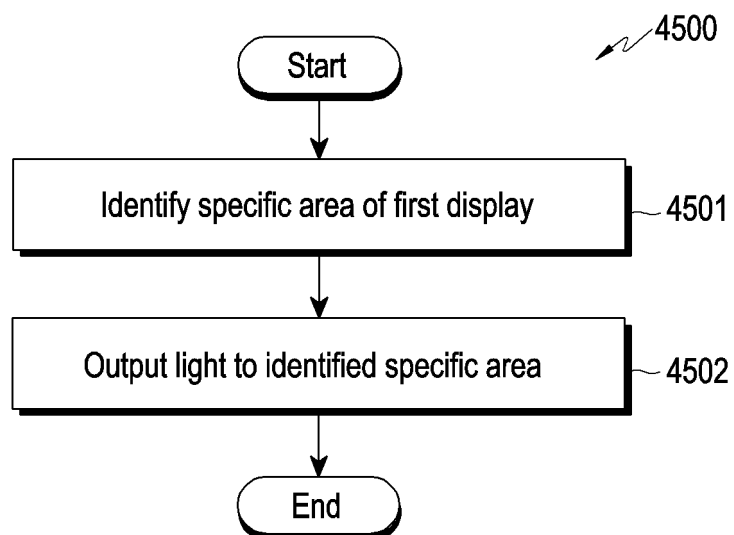 4500
Start
Identify specific area of first display
4501
Output light to identified specific area
4502
End